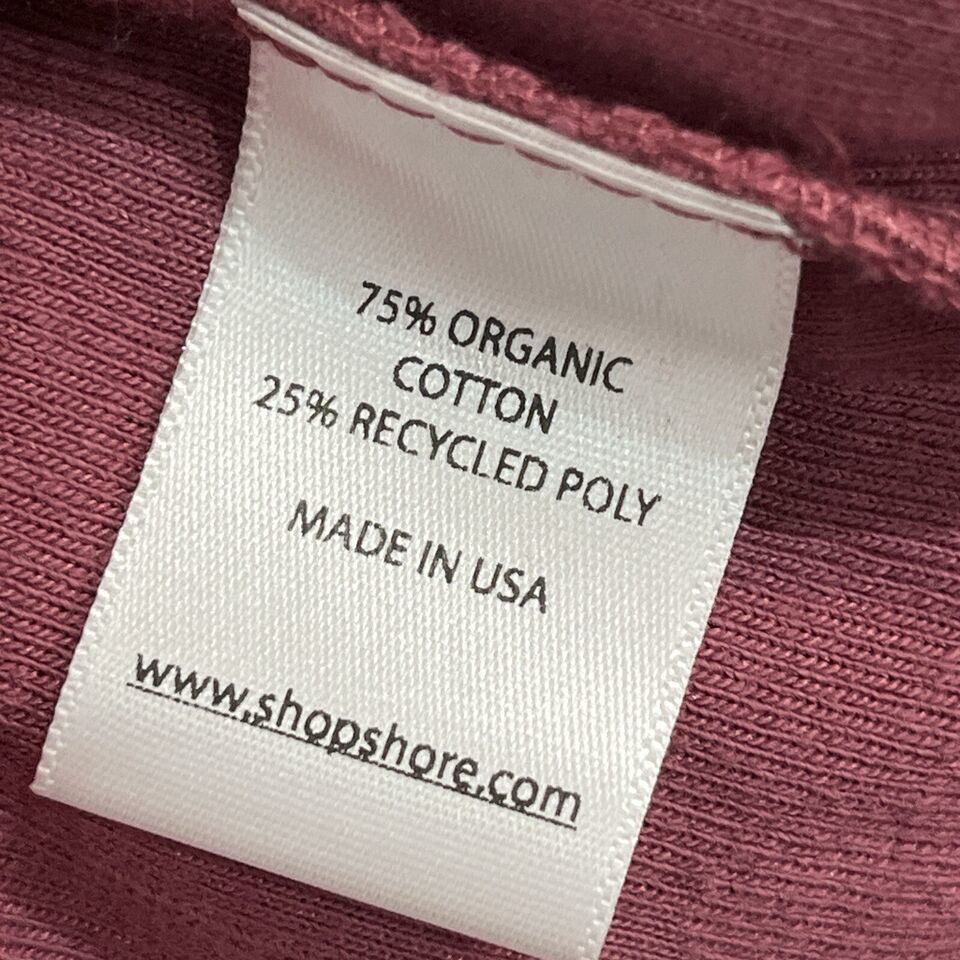 75% ORGANIC
COTTON
25% RECYCLED POLY
MADE IN USA
www.shopshore.com